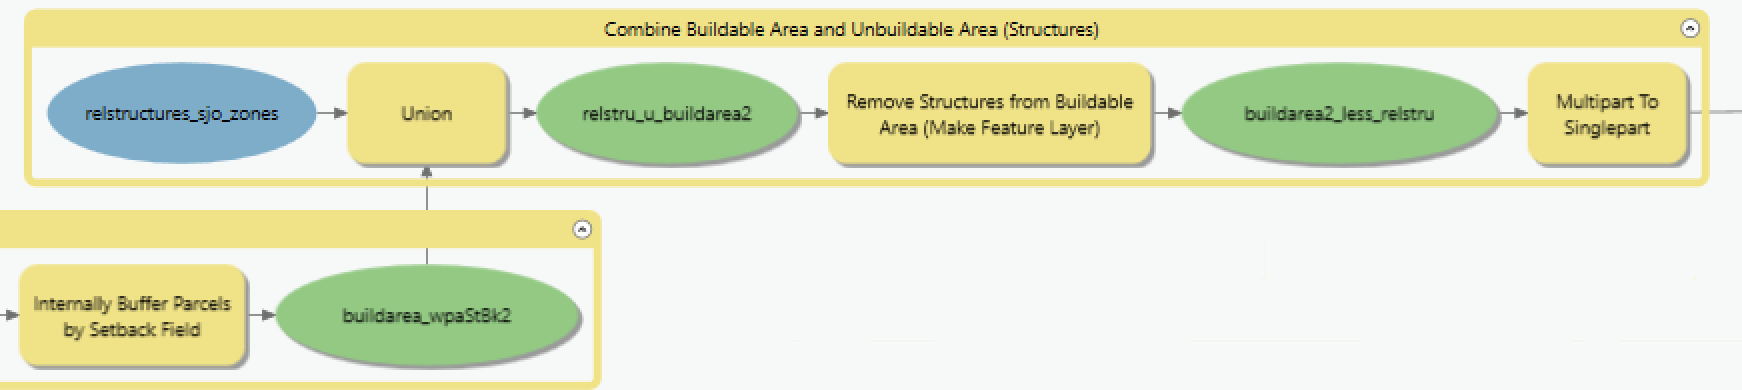 Combine Buildable Area and Unbuildable Area (Structures)
relstructures_sjo_zones
Union
relstru_u_buildarea2
Remove Structures from Buildable
Area (Make Feature Layer)
buildarea2_less_relstru
Multipart To
Singlepart
Internally Buffer Parcels
by Setback Field
buildarea_wpaStBk2